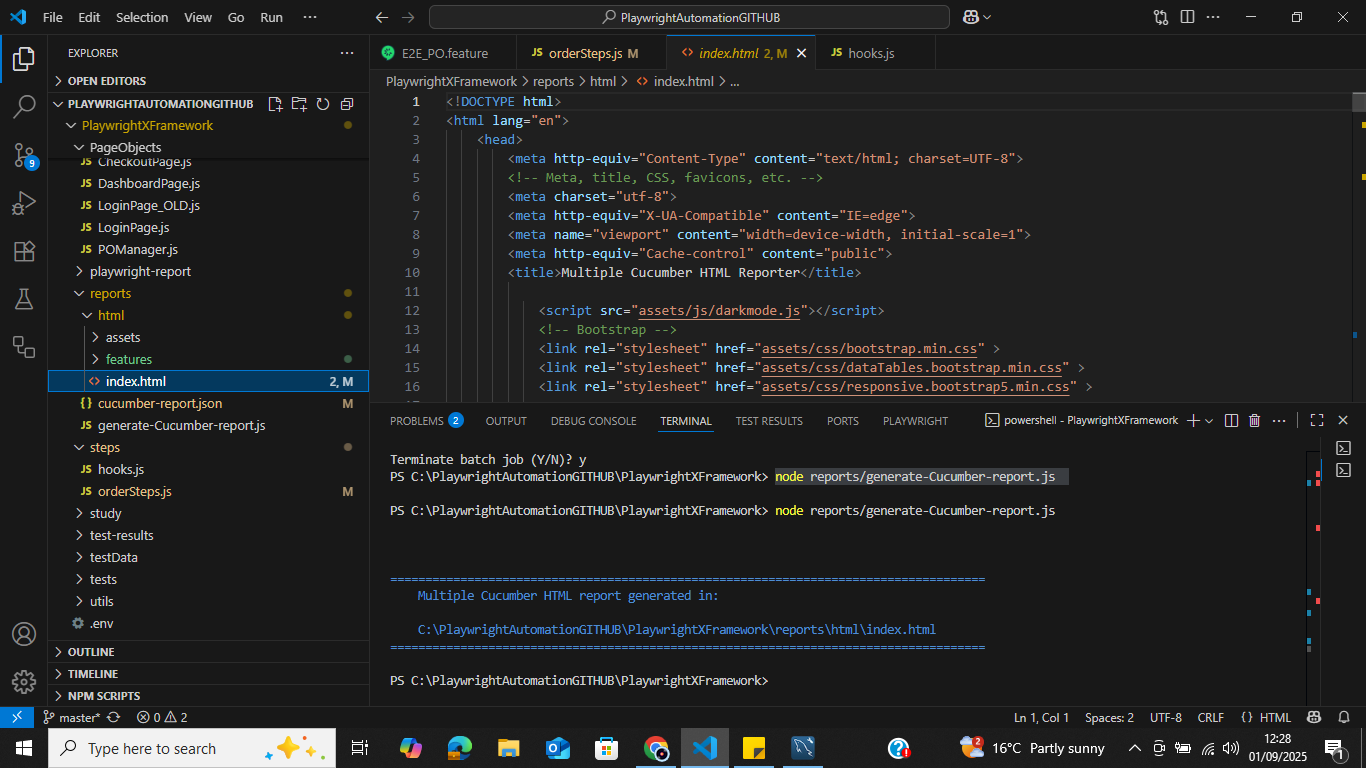 File Edit Selection View Go Run ···
PlaywrightAutomationGITHUB
EXPLORER
OPEN EDITORS
PLAYWRIGHTAUTOMATIONGITHUB
PlaywrightXFramework
PageObjects
JS CheckoutPage.js
JS DashboardPage.js
JS LoginPage_OLD.js
JS LoginPage.js
JS POManager.js
playwright-report
reports
html
assets
features
<> index.html 2, M
{} cucumber-report.json M
JS generate-Cucumber-report.js
steps
JS hooks.js
JS orderSteps.js M
study
test-results
testData
tests
utils
.env
OUTLINE
TIMELINE
NPM SCRIPTS
9
E2E_PO.feature
JS orderSteps.js M
<> index.html 2, M
JS hooks.js
PlaywrightXFramework > reports > html > <> index.html > ...
1 <!DOCTYPE html>
2 <html lang="en">
3 <head>
4 <meta http-equiv="Content-Type" content="text/html; charset=UTF-8">
5 <!-- Meta, title, CSS, favicons, etc. -->
6 <meta charset="utf-8">
7 <meta http-equiv="X-UA-Compatible" content="IE=edge">
8 <meta name="viewport" content="width=device-width, initial-scale=1">
9 <meta http-equiv="Cache-control" content="public">
10 <title>Multiple Cucumber HTML Reporter</title>
11
12 <script src="assets/js/darkmode.js"></script>
13 <!-- Bootstrap -->
14 <link rel="stylesheet" href="assets/css/bootstrap.min.css" >
15 <link rel="stylesheet" href="assets/css/dataTables.bootstrap.min.css" >
16 <link rel="stylesheet" href="assets/css/responsive.bootstrap5.min.css" >
PROBLEMS 2 OUTPUT DEBUG CONSOLE TERMINAL TEST RESULTS PORTS PLAYWRIGHT
powershell - PlaywrightXFramework
Terminate batch job (Y/N)? y
PS C:\PlaywrightAutomationGITHUB\PlaywrightXFramework> node reports/generate-Cucumber-report.js
PS C:\PlaywrightAutomationGITHUB\PlaywrightXFramework> node reports/generate-Cucumber-report.js
=====================================================================================
Multiple Cucumber HTML report generated in:
C:\PlaywrightAutomationGITHUB\PlaywrightXFramework\reports\html\index.html
=====================================================================================
PS C:\PlaywrightAutomationGITHUB\PlaywrightXFramework>
master* 0 2
Ln 1, Col 1 Spaces: 2 UTF-8 CRLF {} HTML
Type here to search
2
16°C Partly sunny
12:28
01/09/2025
1